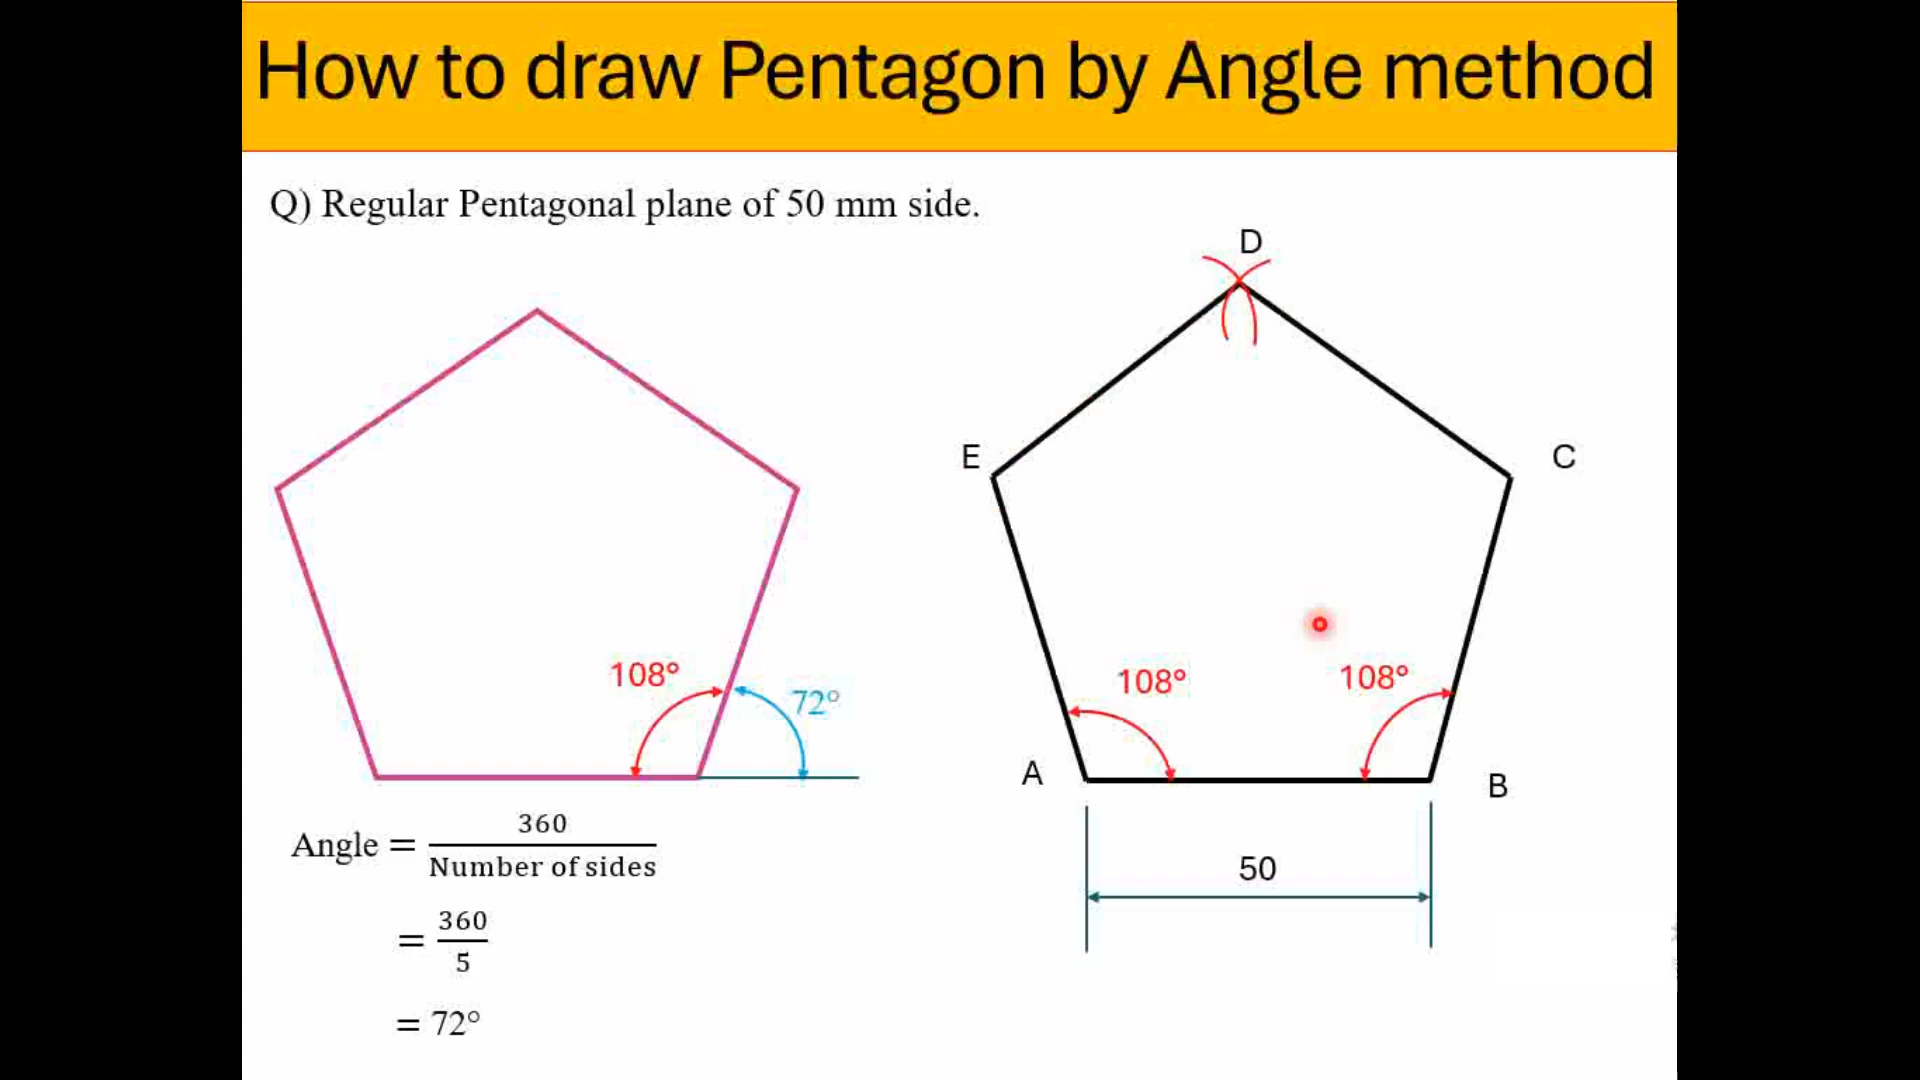 How to draw Pentagon by Angle method
Q) Regular Pentagonal plane of 50 mm side.
D
E
C
108°
72°
108°
108°
A
B
Angle = 360
Number of sides
50
= 360
5
= 72°